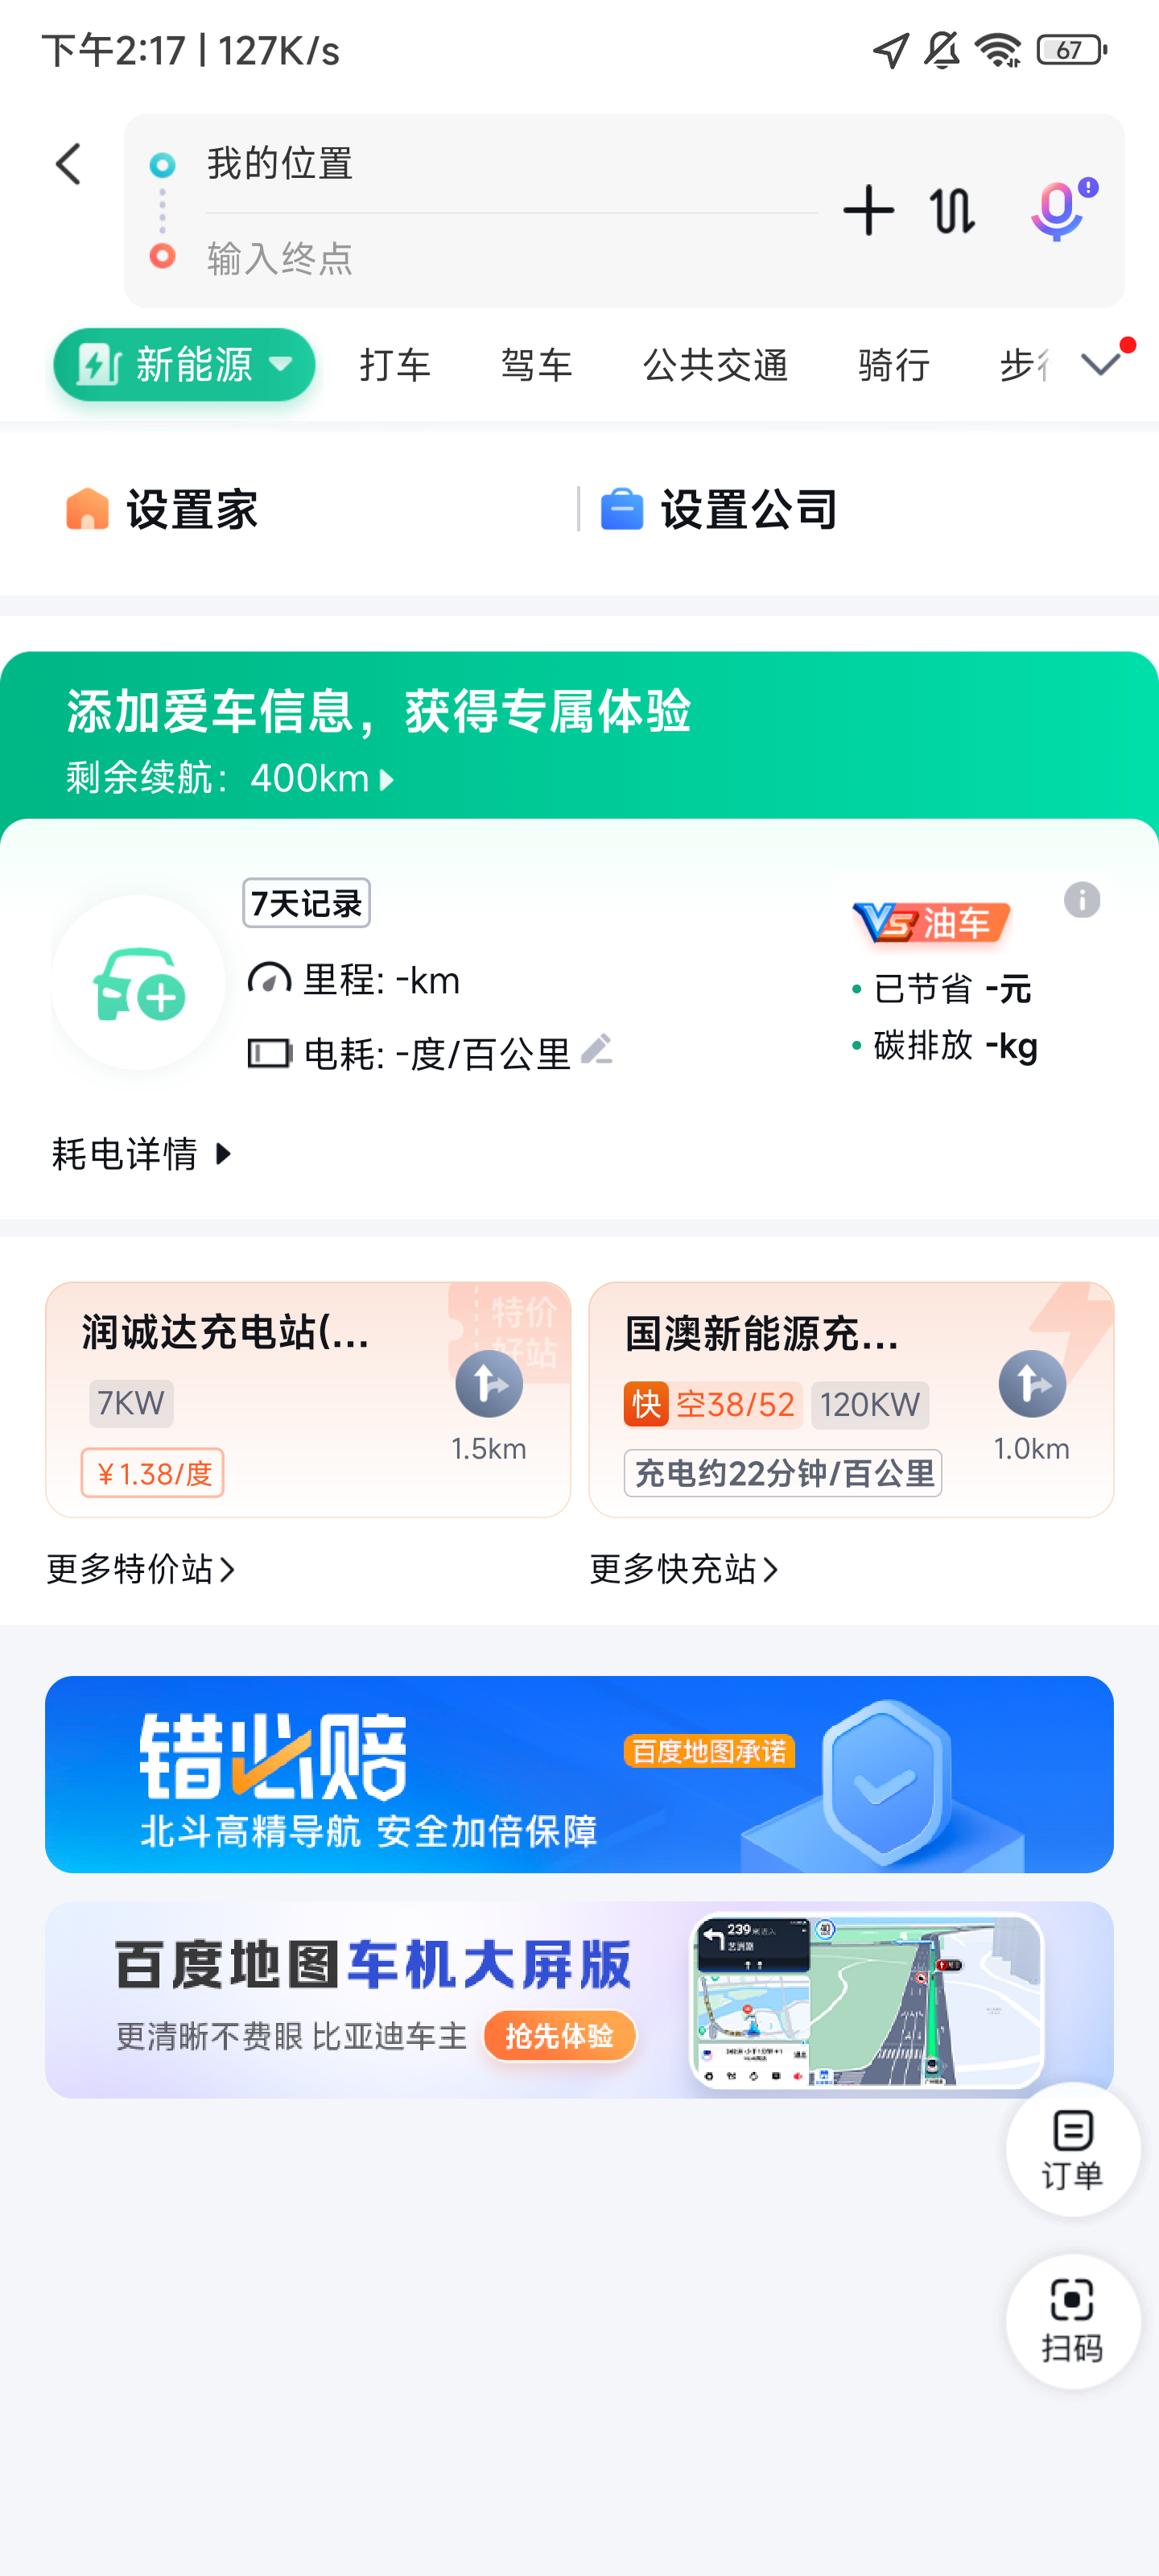 下午2:17 | 127K/s
67
我的位置
输入终点
新能源 打车 驾车 公共交通 骑行 步
设置家
设置公司
添加爱车信息，获得专属体验
剩余续航：400km
7天记录
里程: -km
电耗: -度/百公里
VS 油车
已节省 -元
碳排放 -kg
耗电详情
特价好站
润诚达充电站(...
7KW
¥1.38/度
1.5km
国澳新能源充...
快 空38/52 120KW
充电约22分钟/百公里
1.0km
更多特价站
更多快充站
错必赔
北斗高精导航 安全加倍保障
百度地图承诺
百度地图车机大屏版
更清晰不费眼 比亚迪车主 抢先体验
239
订单
扫码